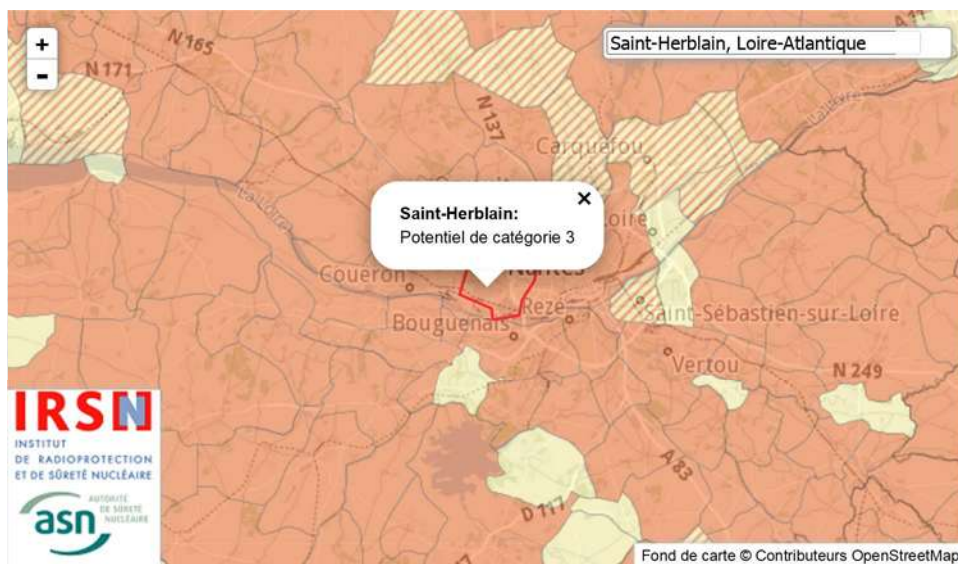 +
-
N 165
N 171
Saint-Herblain, Loire-Atlantique
N 137
Carquefou
La Loire
Saint-Herblain:
Potentiel de catégorie 3
×
La Loire
Loire
Couëron
Nantes
Rezé
Saint-Sébastien-sur-Loire
Bouguenais
Vertou
N 249
A 83
D 117
IRSN
INSTITUT
DE RADIOPROTECTION
ET DE SÛRETÉ NUCLÉAIRE
AUTORITÉ
DE SÛRETÉ
NUCLÉAIRE
asn
Fond de carte © Contributeurs OpenStreetMap